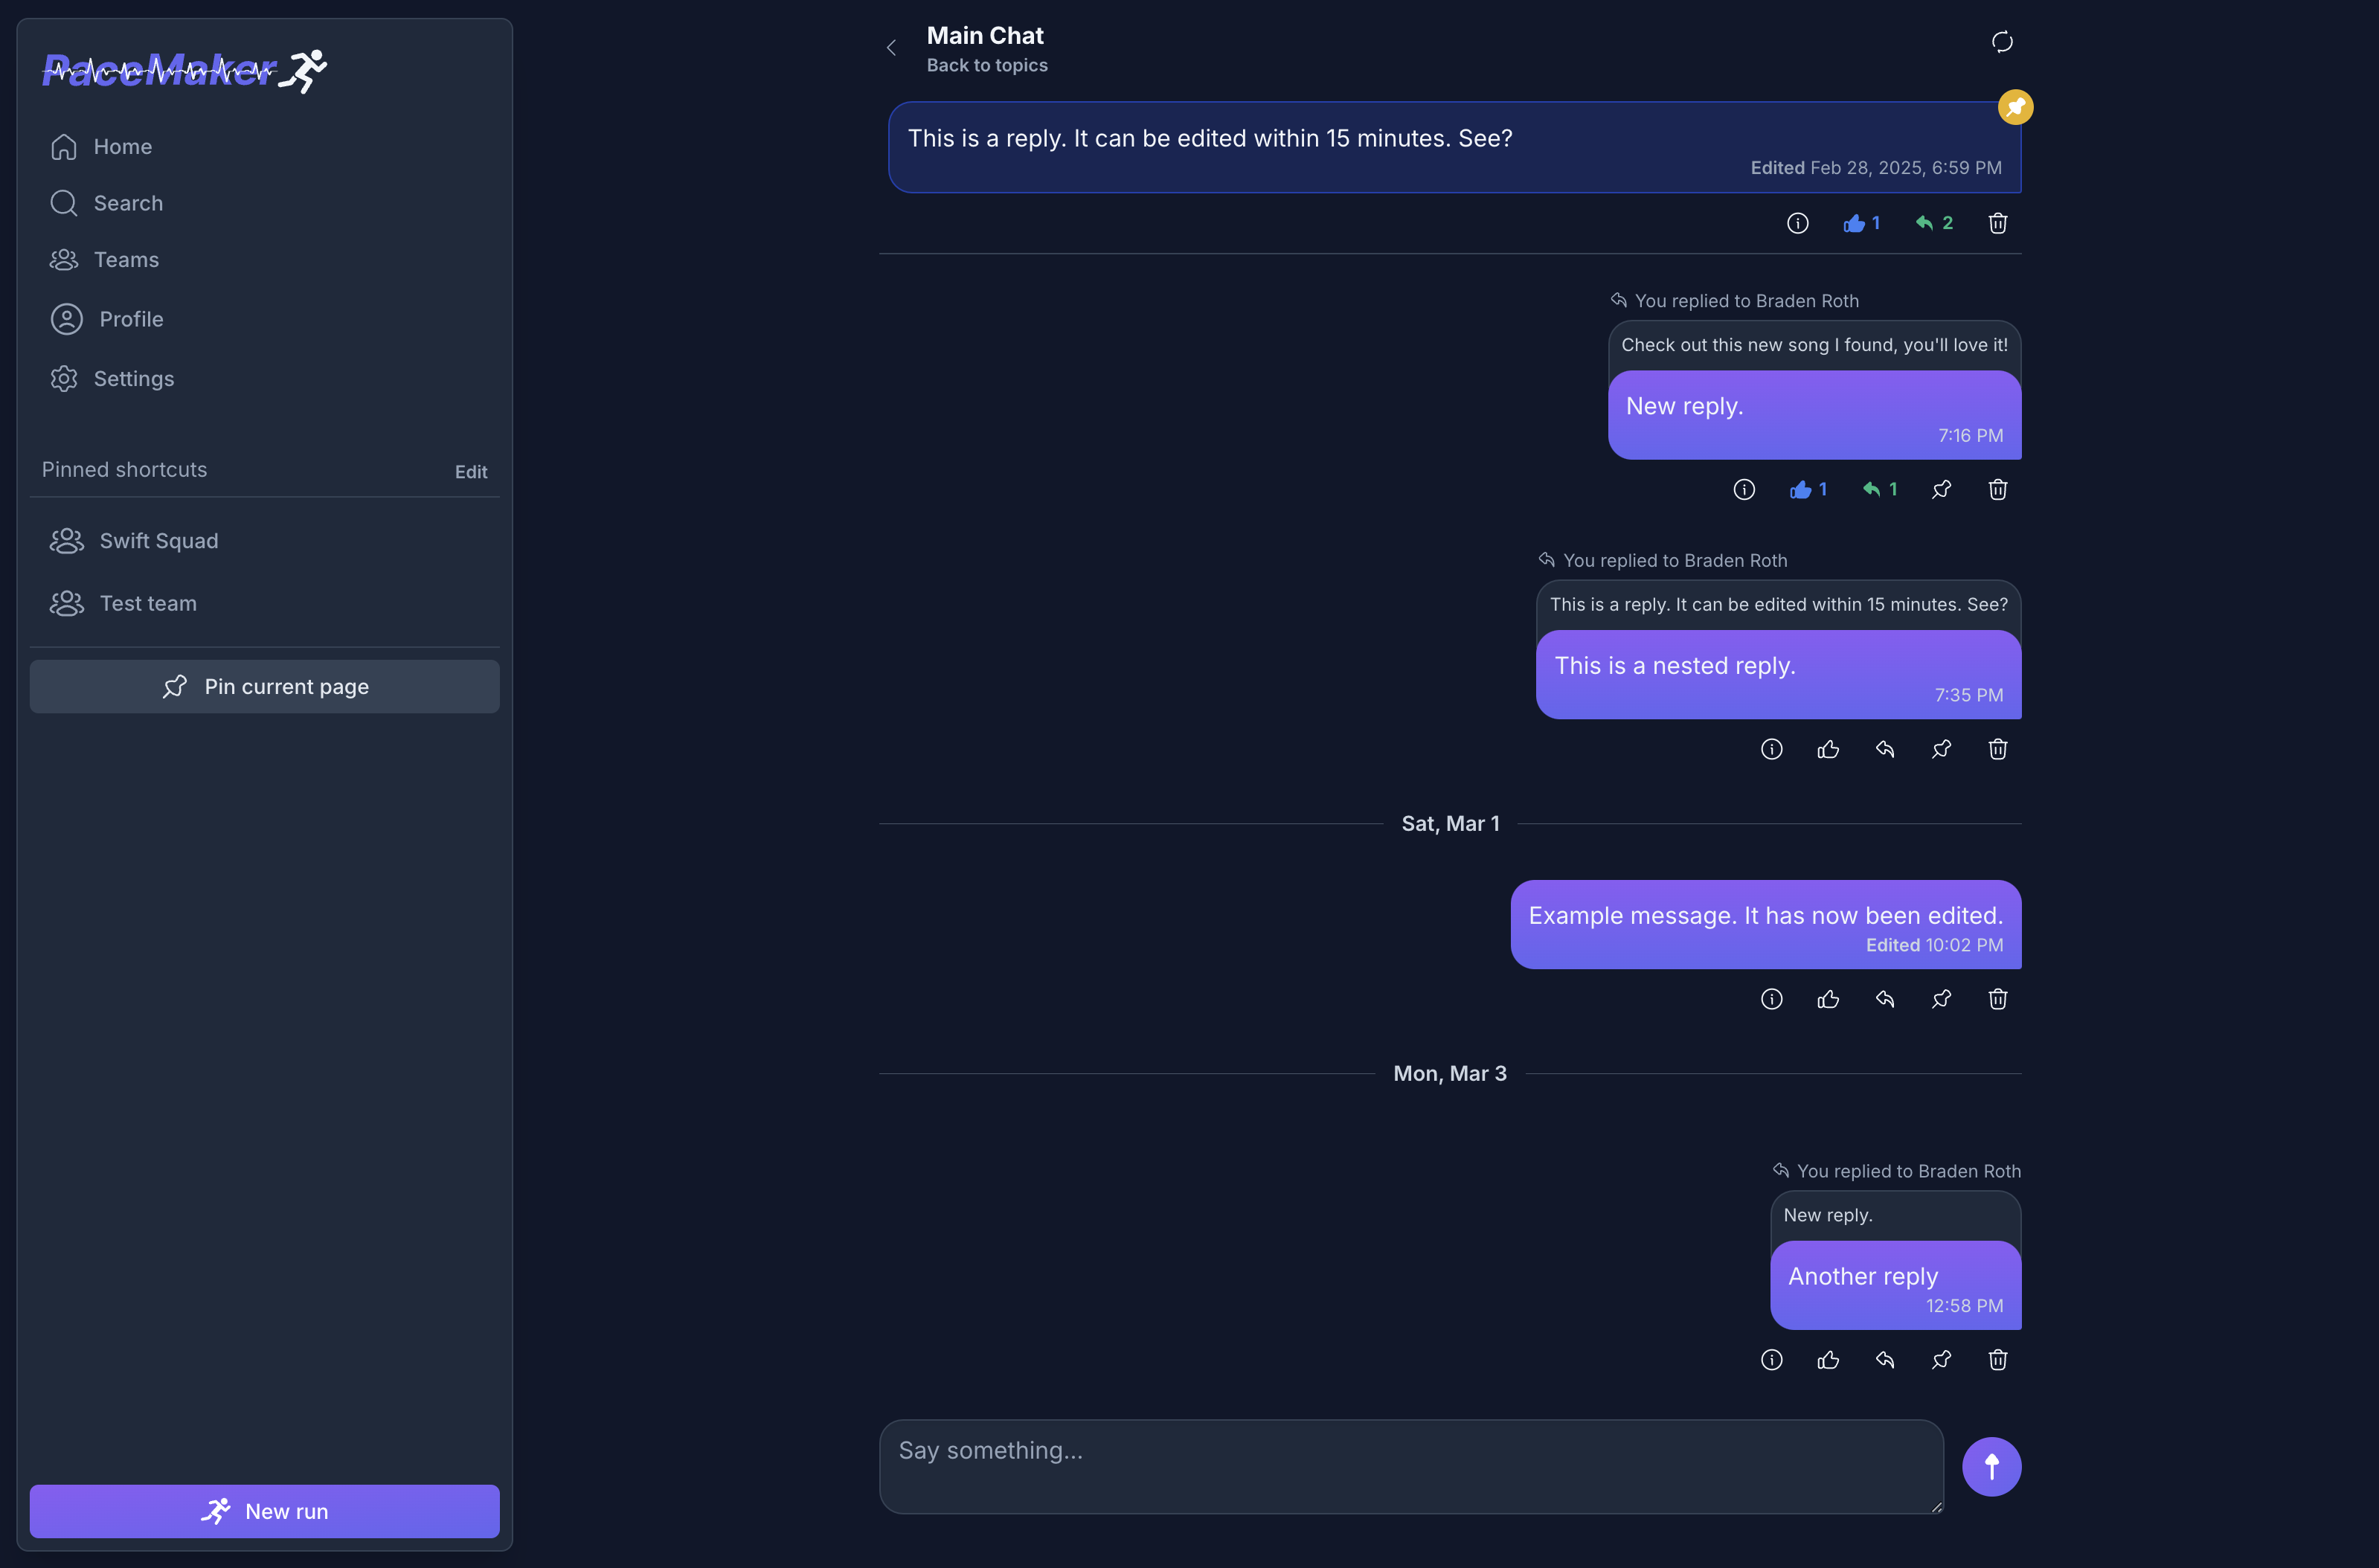 PaceMaker
Home
Search
Teams
Profile
Settings
Pinned shortcuts
Edit
Swift Squad
Test team
Pin current page
New run
Main Chat
Back to topics
This is a reply. It can be edited within 15 minutes. See?
Edited Feb 28, 2025, 6:59 PM
1 2
You replied to Braden Roth
Check out this new song I found, you'll love it!
New reply.
7:16 PM
1 1
You replied to Braden Roth
This is a reply. It can be edited within 15 minutes. See?
This is a nested reply.
7:35 PM
Sat, Mar 1
Example message. It has now been edited.
Edited 10:02 PM
Mon, Mar 3
You replied to Braden Roth
New reply.
Another reply
12:58 PM
Say something...